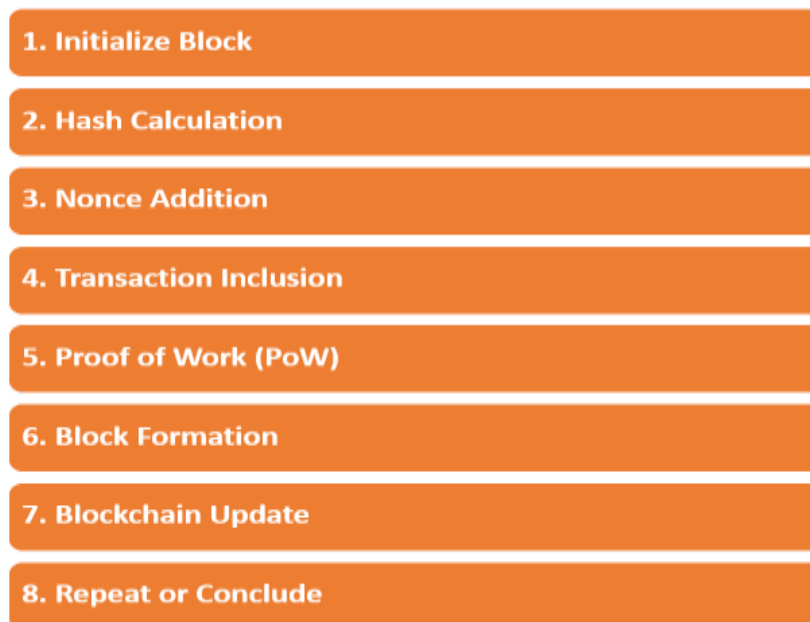 1. Initialize Block
2. Hash Calculation
3. Nonce Addition
4. Transaction Inclusion
5. Proof of Work (PoW)
6. Block Formation
7. Blockchain Update
8. Repeat or Conclude